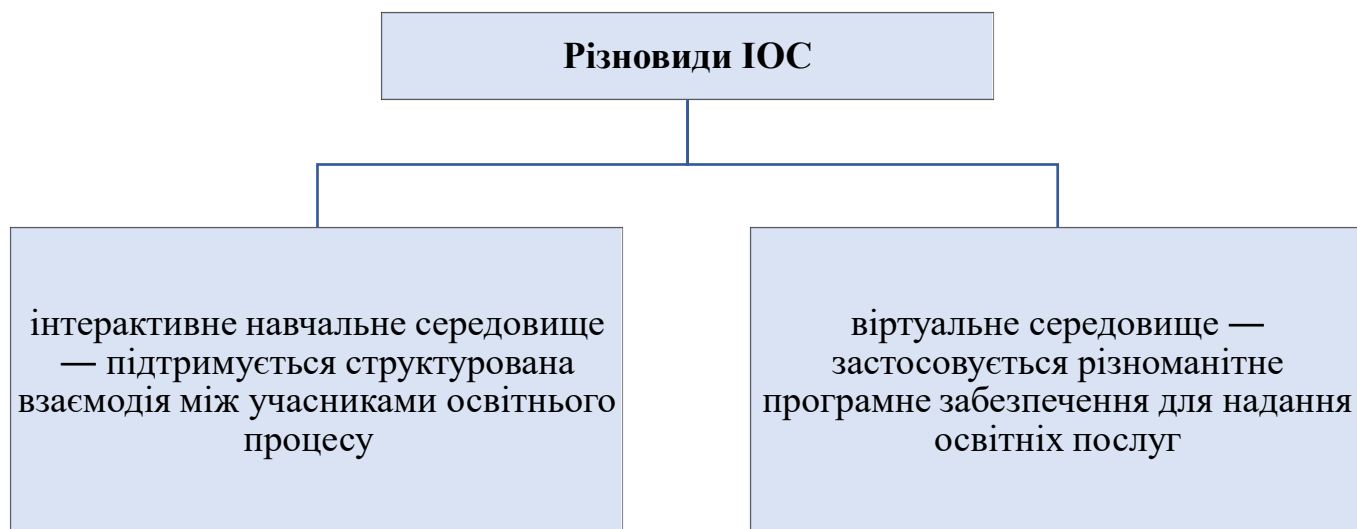 Різновиди ІОС
інтерактивне навчальне середовище
— підтримується структурована
взаємодія між учасниками освітнього
процесу
віртуальне середовище —
застосовується різноманітне
програмне забезпечення для надання
освітніх послуг